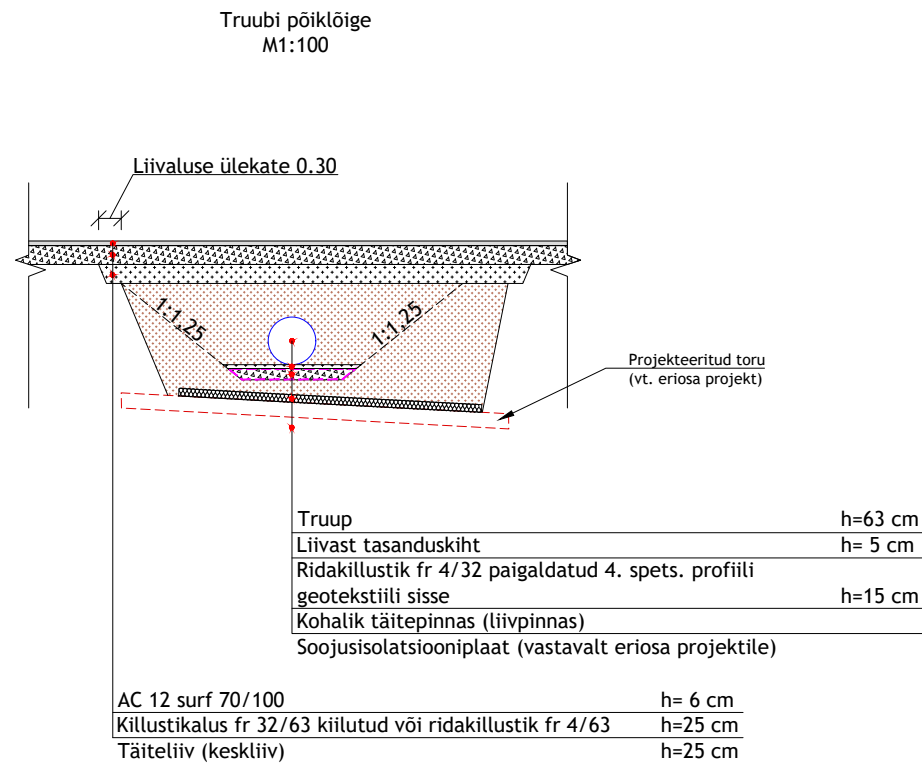 Truubi põiklõige
M1:100
Liivaluse ülekate 0.30
1:1,25
1:1,25
Projekteeritud toru
(vt. eriosa projekt)
Truup h=63 cm
Liivast tasanduskiht h= 5 cm
Ridakillustik fr 4/32 paigaldatud 4. spets. profiili
geotekstiili sisse h=15 cm
Kohalik täitepinnas (liivpinnas)
Soojusisolatsiooniplaat (vastavalt eriosa projektile)
AC 12 surf 70/100 h= 6 cm
Killustikalus fr 32/63 kiilutud või ridakillustik fr 4/63 h=25 cm
Täiteliiv (keskliiv) h=25 cm